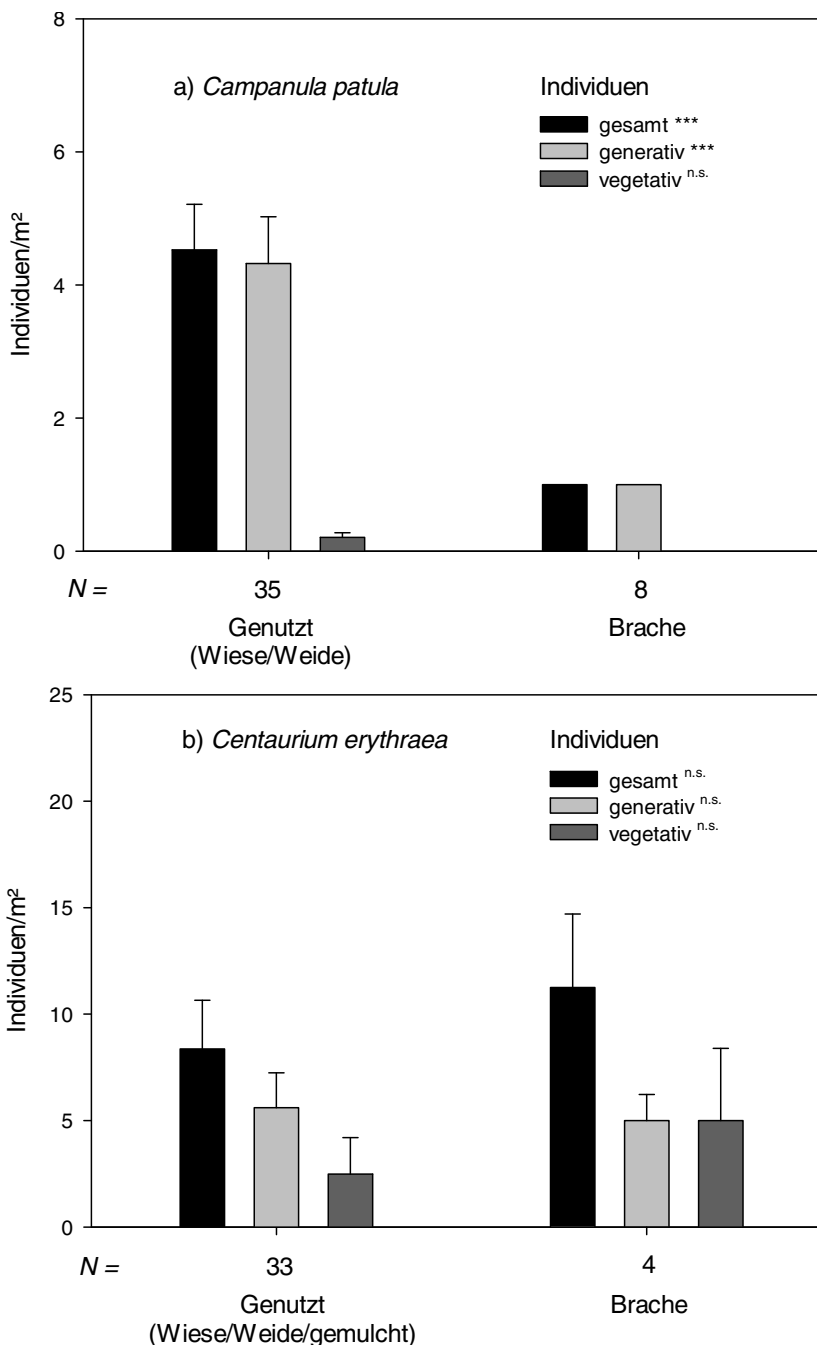 8
a) Campanula patula
Individuen
gesamt ***
generativ ***
vegetativ n.s.
6
4
2
0
Individuen/m²
N =
35
8
Genutzt
(Wiese/Weide)
Brache
25
b) Centaurium erythraea
Individuen
gesamt n.s.
generativ n.s.
vegetativ n.s.
20
15
10
5
0
Individuen/m²
N =
33
4
Genutzt
(Wiese/Weide/gemulcht)
Brache